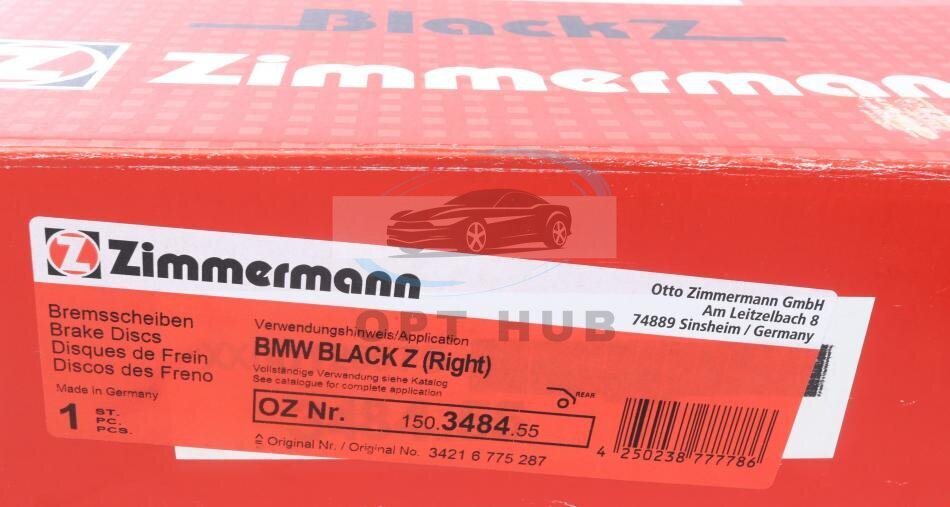 BlackZ
Z Zimmermann
Z Zimmermann
Otto Zimmermann GmbH
Am Leitzelbach 8
74889 Sinsheim / Germany
Bremsscheiben
Brake Discs
Disques de Frein
Discos des Freno
Made in Germany
1 ST.
PC.
PCS.
Verwendungshinweis/Application
BMW BLACK Z (Right)
Vollständige Verwendung siehe Katalog
See catalogue for complete application
REAR
OZ Nr. 150.3484.55
≙ Original Nr. / Original No. 3421 6 775 287
4 250238 777786
OPT HUB